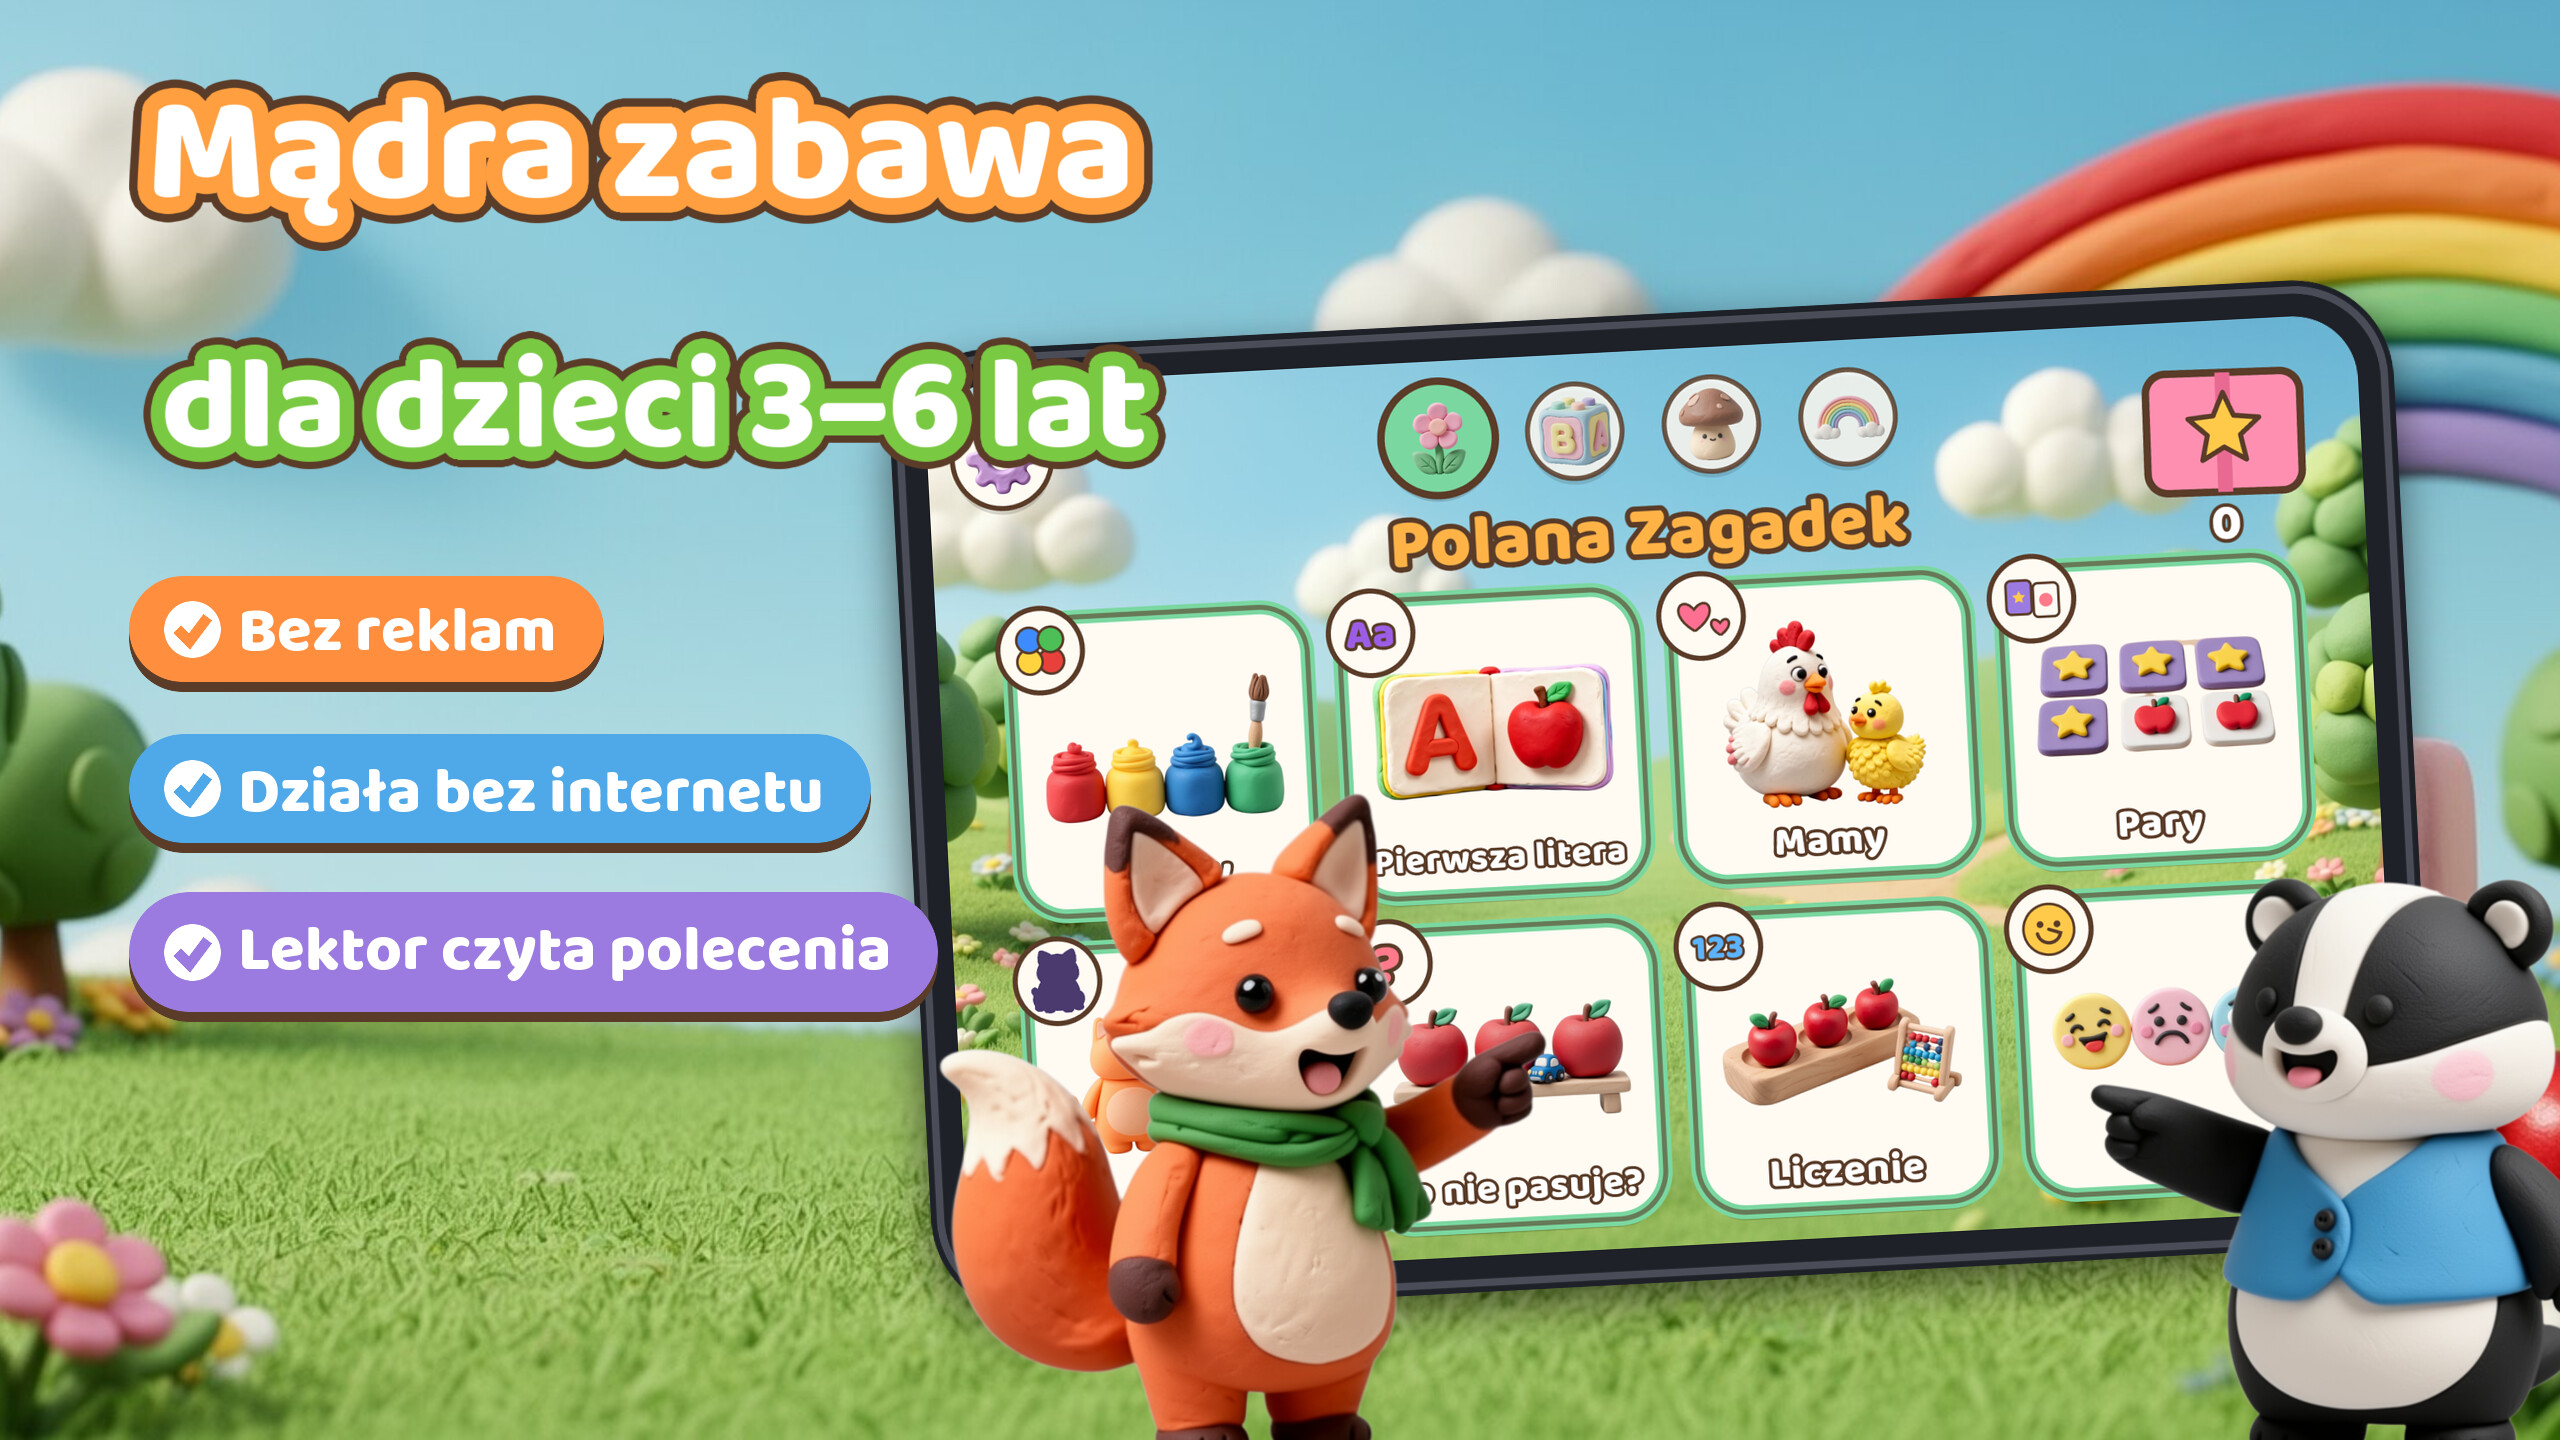 Mądra zabawa
dla dzieci 3–6 lat
Bez reklam
Działa bez internetu
Lektor czyta polecenia
B A
0
Polana Zagadek
Aa
A
Pierwsza litera
Mamy
Pary
?
nie pasuje?
123
Liczenie